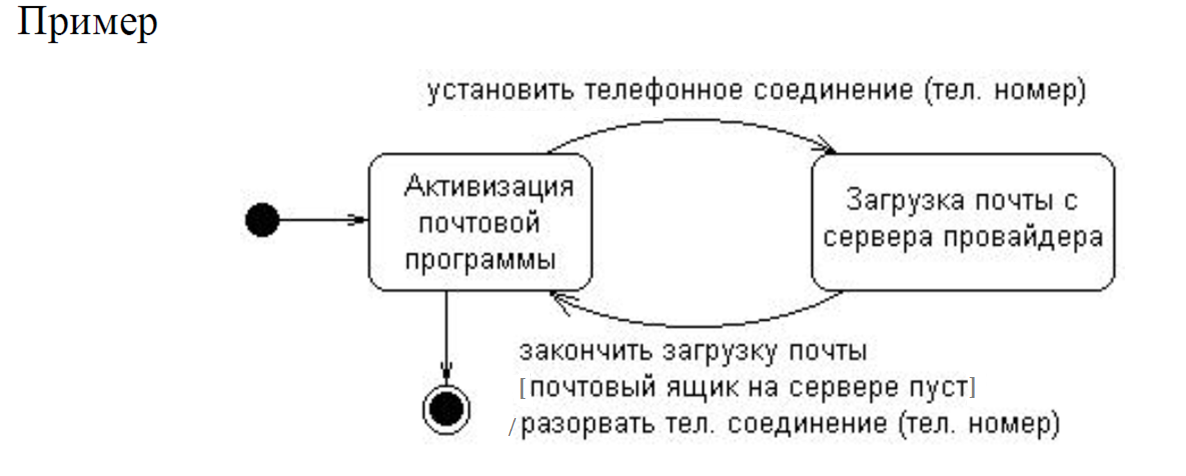 Пример
установить телефонное соединение (тел. номер)
Активизация
почтовой
программы
Загрузка почты с
сервера провайдера
закончить загрузку почты
[почтовый ящик на сервере пуст]
/разорвать тел. соединение (тел. номер)